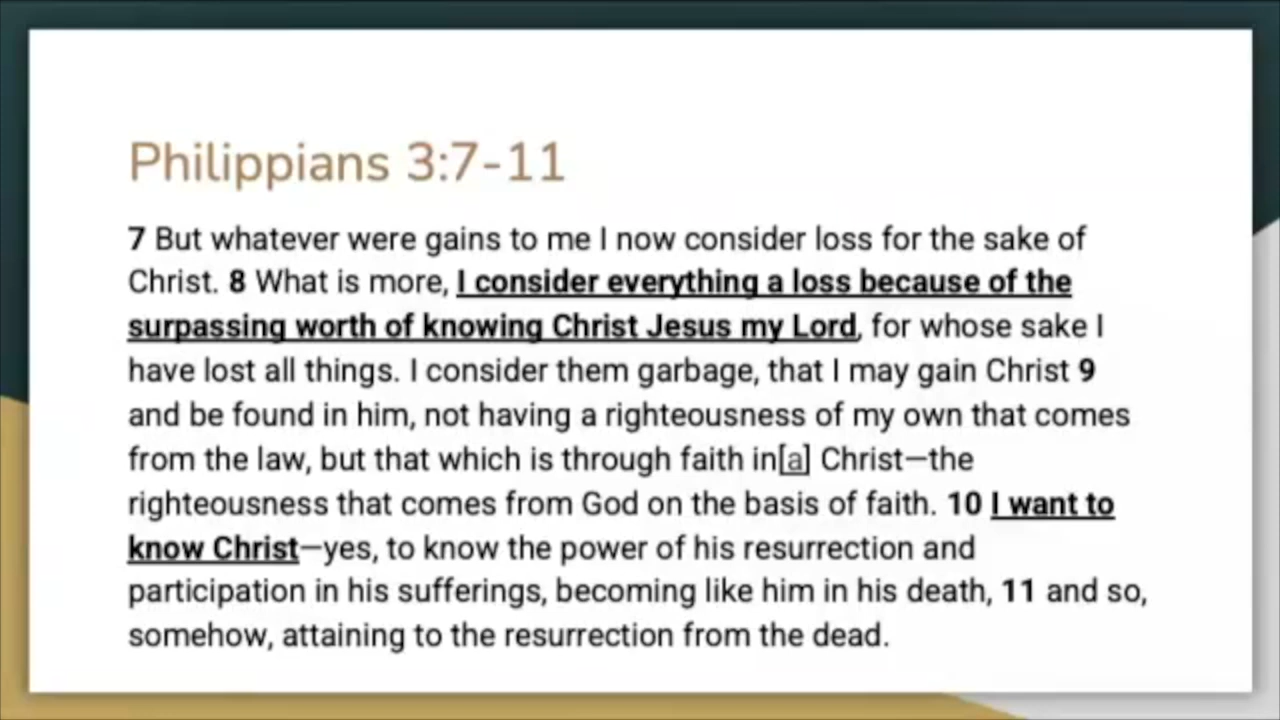 Philippians 3:7-11
7 But whatever were gains to me I now consider loss for the sake of
Christ. 8 What is more, I consider everything a loss because of the
surpassing worth of knowing Christ Jesus my Lord, for whose sake I
have lost all things. I consider them garbage, that I may gain Christ 9
and be found in him, not having a righteousness of my own that comes
from the law, but that which is through faith in[a] Christ—the
righteousness that comes from God on the basis of faith. 10 I want to
know Christ—yes, to know the power of his resurrection and
participation in his sufferings, becoming like him in his death, 11 and so,
somehow, attaining to the resurrection from the dead.